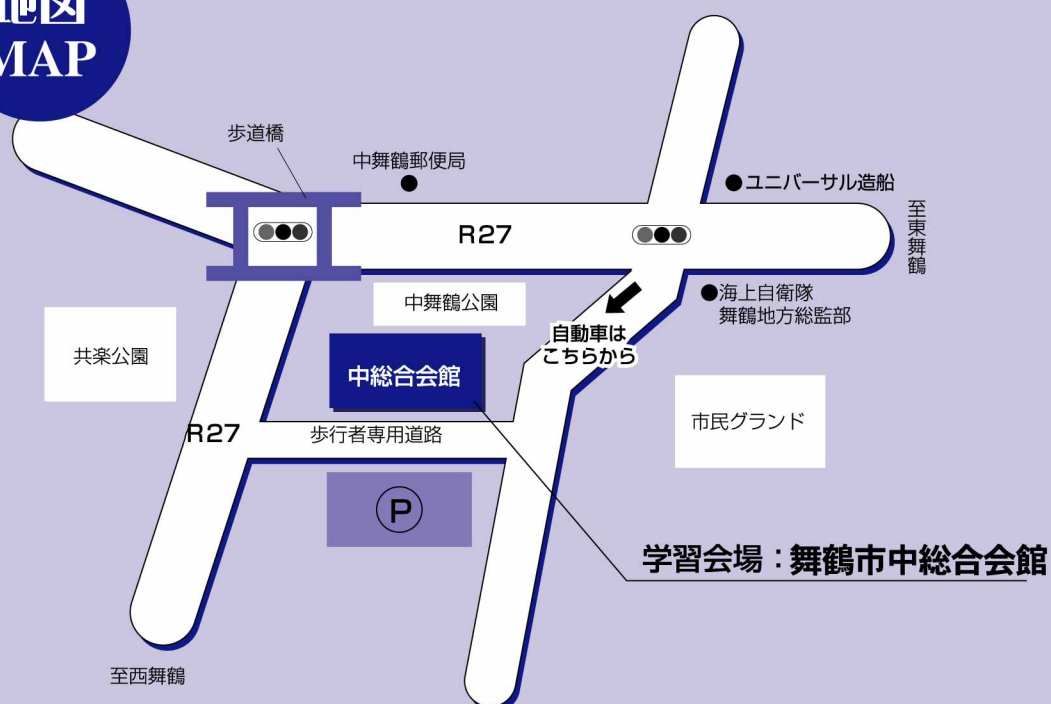 地図
MAP
歩道橋
中舞鶴郵便局
ユニバーサル造船
R27
至東舞鶴
海上自衛隊
舞鶴地方総監部
中舞鶴公園
自動車は
こちらから
共楽公園
中総合会館
市民グランド
R27
歩行者専用道路
P
学習会場：舞鶴市中総合会館
至西舞鶴